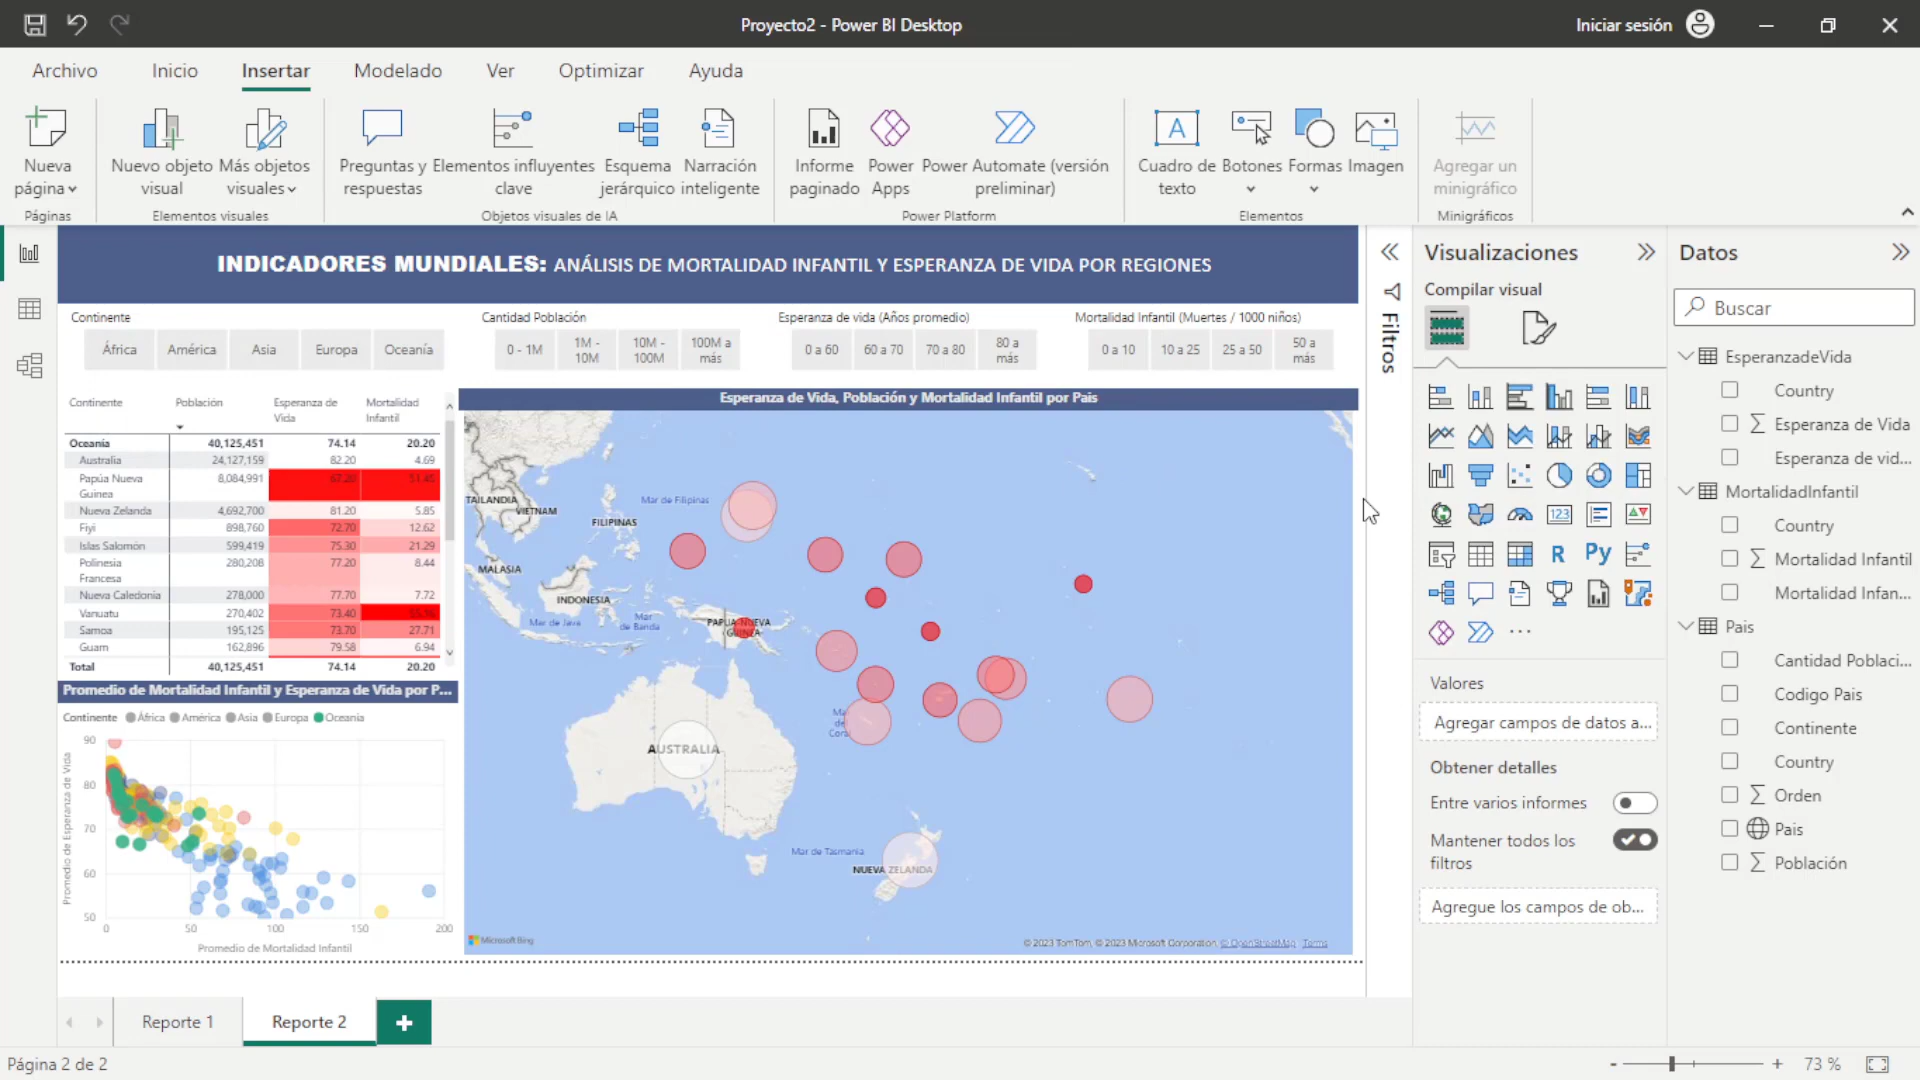 Proyecto2 - Power BI Desktop
Iniciar sesión
Archivo Inicio Insertar Modelado Ver Optimizar Ayuda
Nueva página
Nuevo objeto visual
Más objetos visuales
Preguntas y respuestas
Elementos influyentes clave
Esquema jerárquico
Narración inteligente
Informe paginado
Power Apps
Power Automate (versión preliminar)
Cuadro de texto
Botones
Formas
Imagen
Agregar un minigráfico
Páginas
Elementos visuales
Objetos visuales de IA
Power Platform
Elementos
Minigráficos
INDICADORES MUNDIALES: ANÁLISIS DE MORTALIDAD INFANTIL Y ESPERANZA DE VIDA POR REGIONES
Continente
África América Asia Europa Oceanía
Cantidad Población
0 - 1M
1M - 10M
10M - 100M
100M a más
Esperanza de vida (Años promedio)
0 a 60 60 a 70 70 a 80 80 a más
Mortalidad Infantil (Muertes / 1000 niños)
0 a 10 10 a 25 25 a 50 50 a más
Continente Población Esperanza de Vida Mortalidad Infantil
Oceanía 40,125,451 74.14 20.20
Australia 24,127,159 82.20 4.69
Papúa Nueva Guinea 8,084,991
Nueva Zelanda 4,692,700 81.20 5.85
Fiyi 898,760 72.70 12.62
Islas Salomón 599,419 75.30 21.29
Polinesia Francesa 280,208 77.20 8.44
Nueva Caledonia 278,000 77.70 7.72
Vanuatu 270,402 73.40
Samoa 195,125 73.70 27.71
Guam 162,896 79.58 6.94
Total 40,125,451 74.14 20.20
Esperanza de Vida, Población y Mortalidad Infantil por Pais
TAILANDIA
VIETNAM
FILIPINAS
Mar de Filipinas
MALASIA
INDONESIA
Mar de Java
Mar de Banda
PAPÚA NUEVA GUINEA
AUSTRALIA
Mar de Tasmania
NUEVA ZELANDA
Microsoft Bing
© 2023 TomTom, © 2023 Microsoft Corporation, © OpenStreetMap Terms
Promedio de Mortalidad Infantil y Esperanza de Vida por P...
Continente África América Asia Europa Oceanía
Promedio de Esperanza de Vida
90
80
70
60
50
0 50 100 150 200
Promedio de Mortalidad Infantil
Filtros
Visualizaciones
Compilar visual
123
R
Py
Valores
Agregar campos de datos a...
Obtener detalles
Entre varios informes
Mantener todos los filtros
Agregue los campos de ob...
Datos
Buscar
EsperanzadeVida
Country
Esperanza de Vida
Esperanza de vid...
MortalidadInfantil
Country
Mortalidad Infantil
Mortalidad Infan...
Pais
Cantidad Poblaci...
Codigo Pais
Continente
Country
Orden
Pais
Población
Reporte 1
Reporte 2
Página 2 de 2
73 %